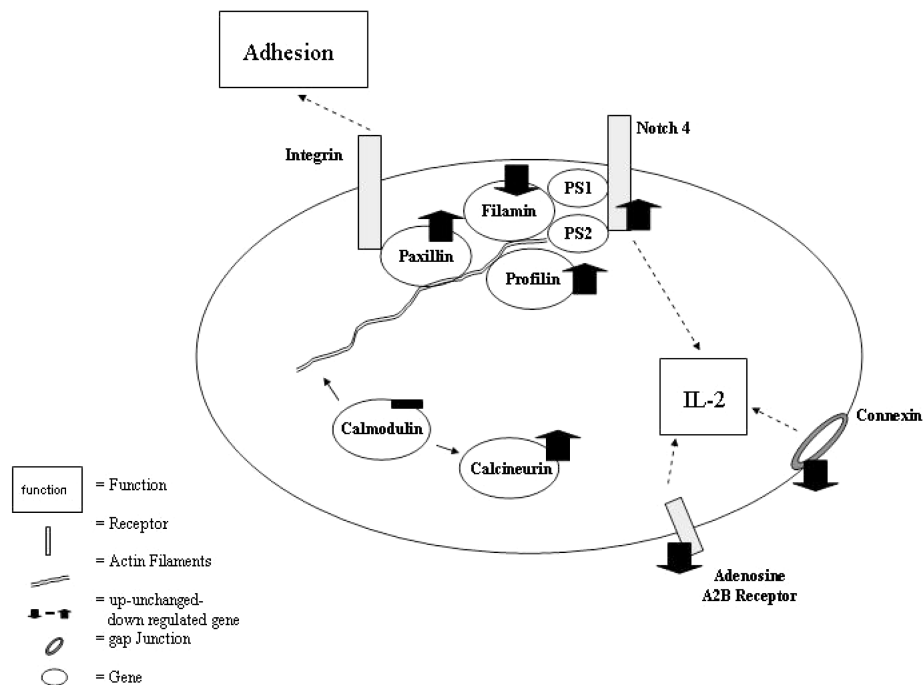 Adhesion
Notch 4
Integrin
PS1
Filamin
PS2
Paxillin
Profilin
IL-2
Connexin
Calmodulin
Calcineurin
Adenosine
A2B Receptor
function
= Function
= Receptor
= Actin Filaments
= up-unchanged-
down regulated gene
= gap Junction
= Gene